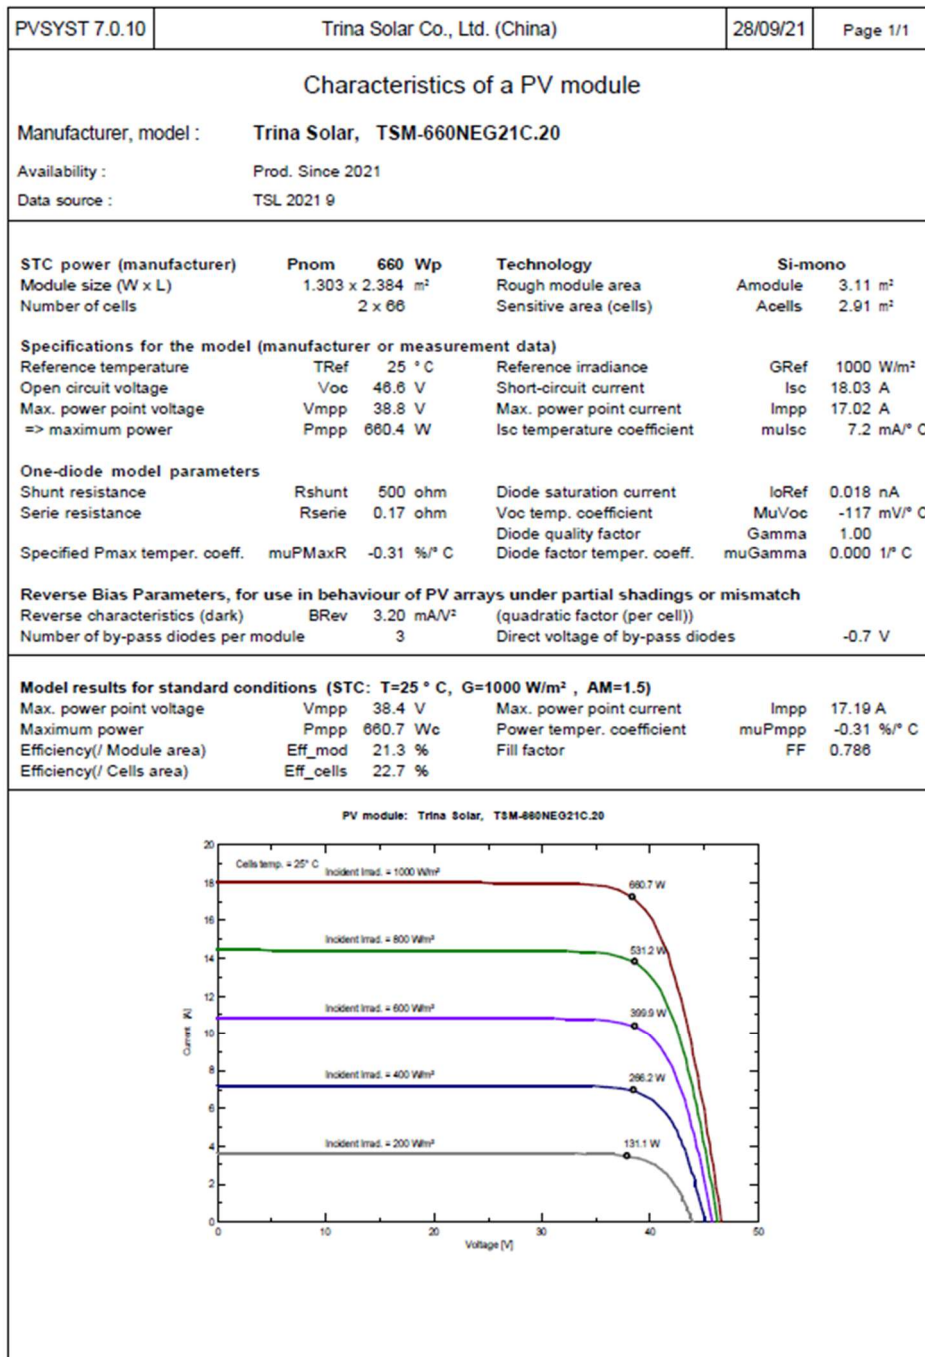 PVSYST 7.0.10 Trina Solar Co., Ltd. (China) 28/09/21 Page 1/1
Characteristics of a PV module
Manufacturer, model : Trina Solar, TSM-660NEG21C.20
Availability : Prod. Since 2021
Data source : TSL 2021 9
STC power (manufacturer) Pnom 660 Wp Technology Si-mono
Module size (W x L) 1.303 x 2.384 m² Rough module area Amodule 3.11 m²
Number of cells 2 x 66 Sensitive area (cells) Acells 2.91 m²
Specifications for the model (manufacturer or measurement data)
Reference temperature TRef 25 °C Reference irradiance GRef 1000 W/m²
Open circuit voltage Voc 46.6 V Short-circuit current Isc 18.03 A
Max. power point voltage Vmpp 38.8 V Max. power point current Impp 17.02 A
=> maximum power Pmpp 660.4 W Isc temperature coefficient muIsc 7.2 mA/° C
One-diode model parameters
Shunt resistance Rshunt 500 ohm Diode saturation current IoRef 0.018 nA
Serie resistance Rserie 0.17 ohm Voc temp. coefficient MuVoc -117 mV/° C
Diode quality factor Gamma 1.00
Specified Pmax temper. coeff. muPMaxR -0.31 %/° C Diode factor temper. coeff. muGamma 0.000 1/° C
Reverse Bias Parameters, for use in behaviour of PV arrays under partial shadings or mismatch
Reverse characteristics (dark) BRev 3.20 mA/V² (quadratic factor (per cell))
Number of by-pass diodes per module 3 Direct voltage of by-pass diodes -0.7 V
Model results for standard conditions (STC: T=25 ° C, G=1000 W/m² , AM=1.5)
Max. power point voltage Vmpp 38.4 V Max. power point current Impp 17.19 A
Maximum power Pmpp 660.7 Wc Power temper. coefficient muPmpp -0.31 %/° C
Efficiency(/ Module area) Eff_mod 21.3 % Fill factor FF 0.786
Efficiency(/ Cells area) Eff_cells 22.7 %
PV module: Trina Solar, TSM-660NEG21C.20
20
Cells temp. = 25° C
Incident Irrad. = 1000 W/m²
18
660.7 W
16
Incident Irrad. = 800 W/m²
531.2 W
14
12
Incident Irrad. = 600 W/m²
399.9 W
10
Current [A]
8
Incident Irrad. = 400 W/m²
266.2 W
6
4
Incident Irrad. = 200 W/m²
131.1 W
2
0
0 10 20 30 40 50
Voltage [V]